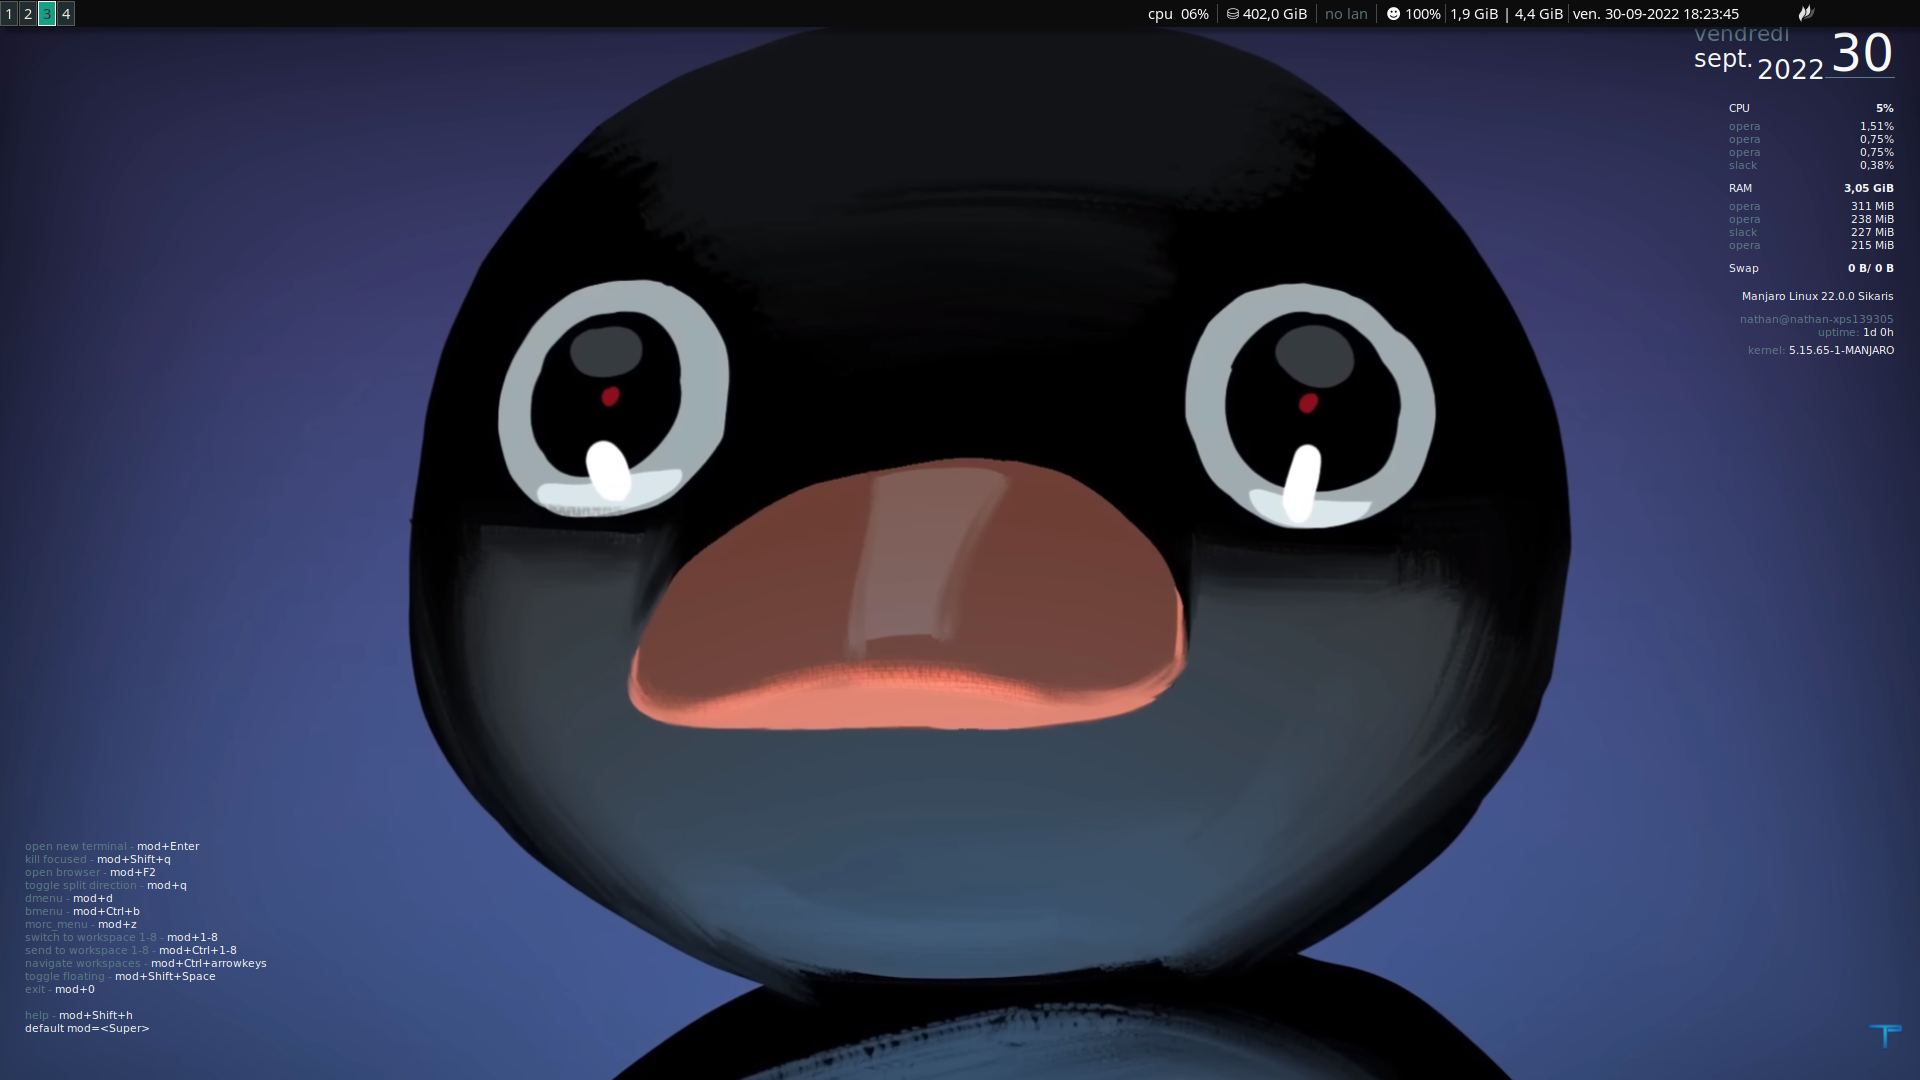 1 2 3 4
cpu 06% 402,0 GiB no lan 100% 1,9 GiB | 4,4 GiB ven. 30-09-2022 18:23:45
vendredi
sept. 2022 30
CPU 5%
opera 1,51%
opera 0,75%
opera 0,75%
slack 0,38%
RAM 3,05 GiB
opera 311 MiB
opera 238 MiB
slack 227 MiB
opera 215 MiB
Swap 0 B/ 0 B
Manjaro Linux 22.0.0 Sikaris
nathan@nathan-xps139305
uptime: 1d 0h
kernel: 5.15.65-1-MANJARO
open new terminal - mod+Enter
kill focused - mod+Shift+q
open browser - mod+F2
toggle split direction - mod+q
dmenu - mod+d
bmenu - mod+Ctrl+b
morc_menu - mod+z
switch to workspace 1-8 - mod+1-8
send to workspace 1-8 - mod+Ctrl+1-8
navigate workspaces - mod+Ctrl+arrowkeys
toggle floating - mod+Shift+Space
exit - mod+0
help - mod+Shift+h
default mod=<Super>